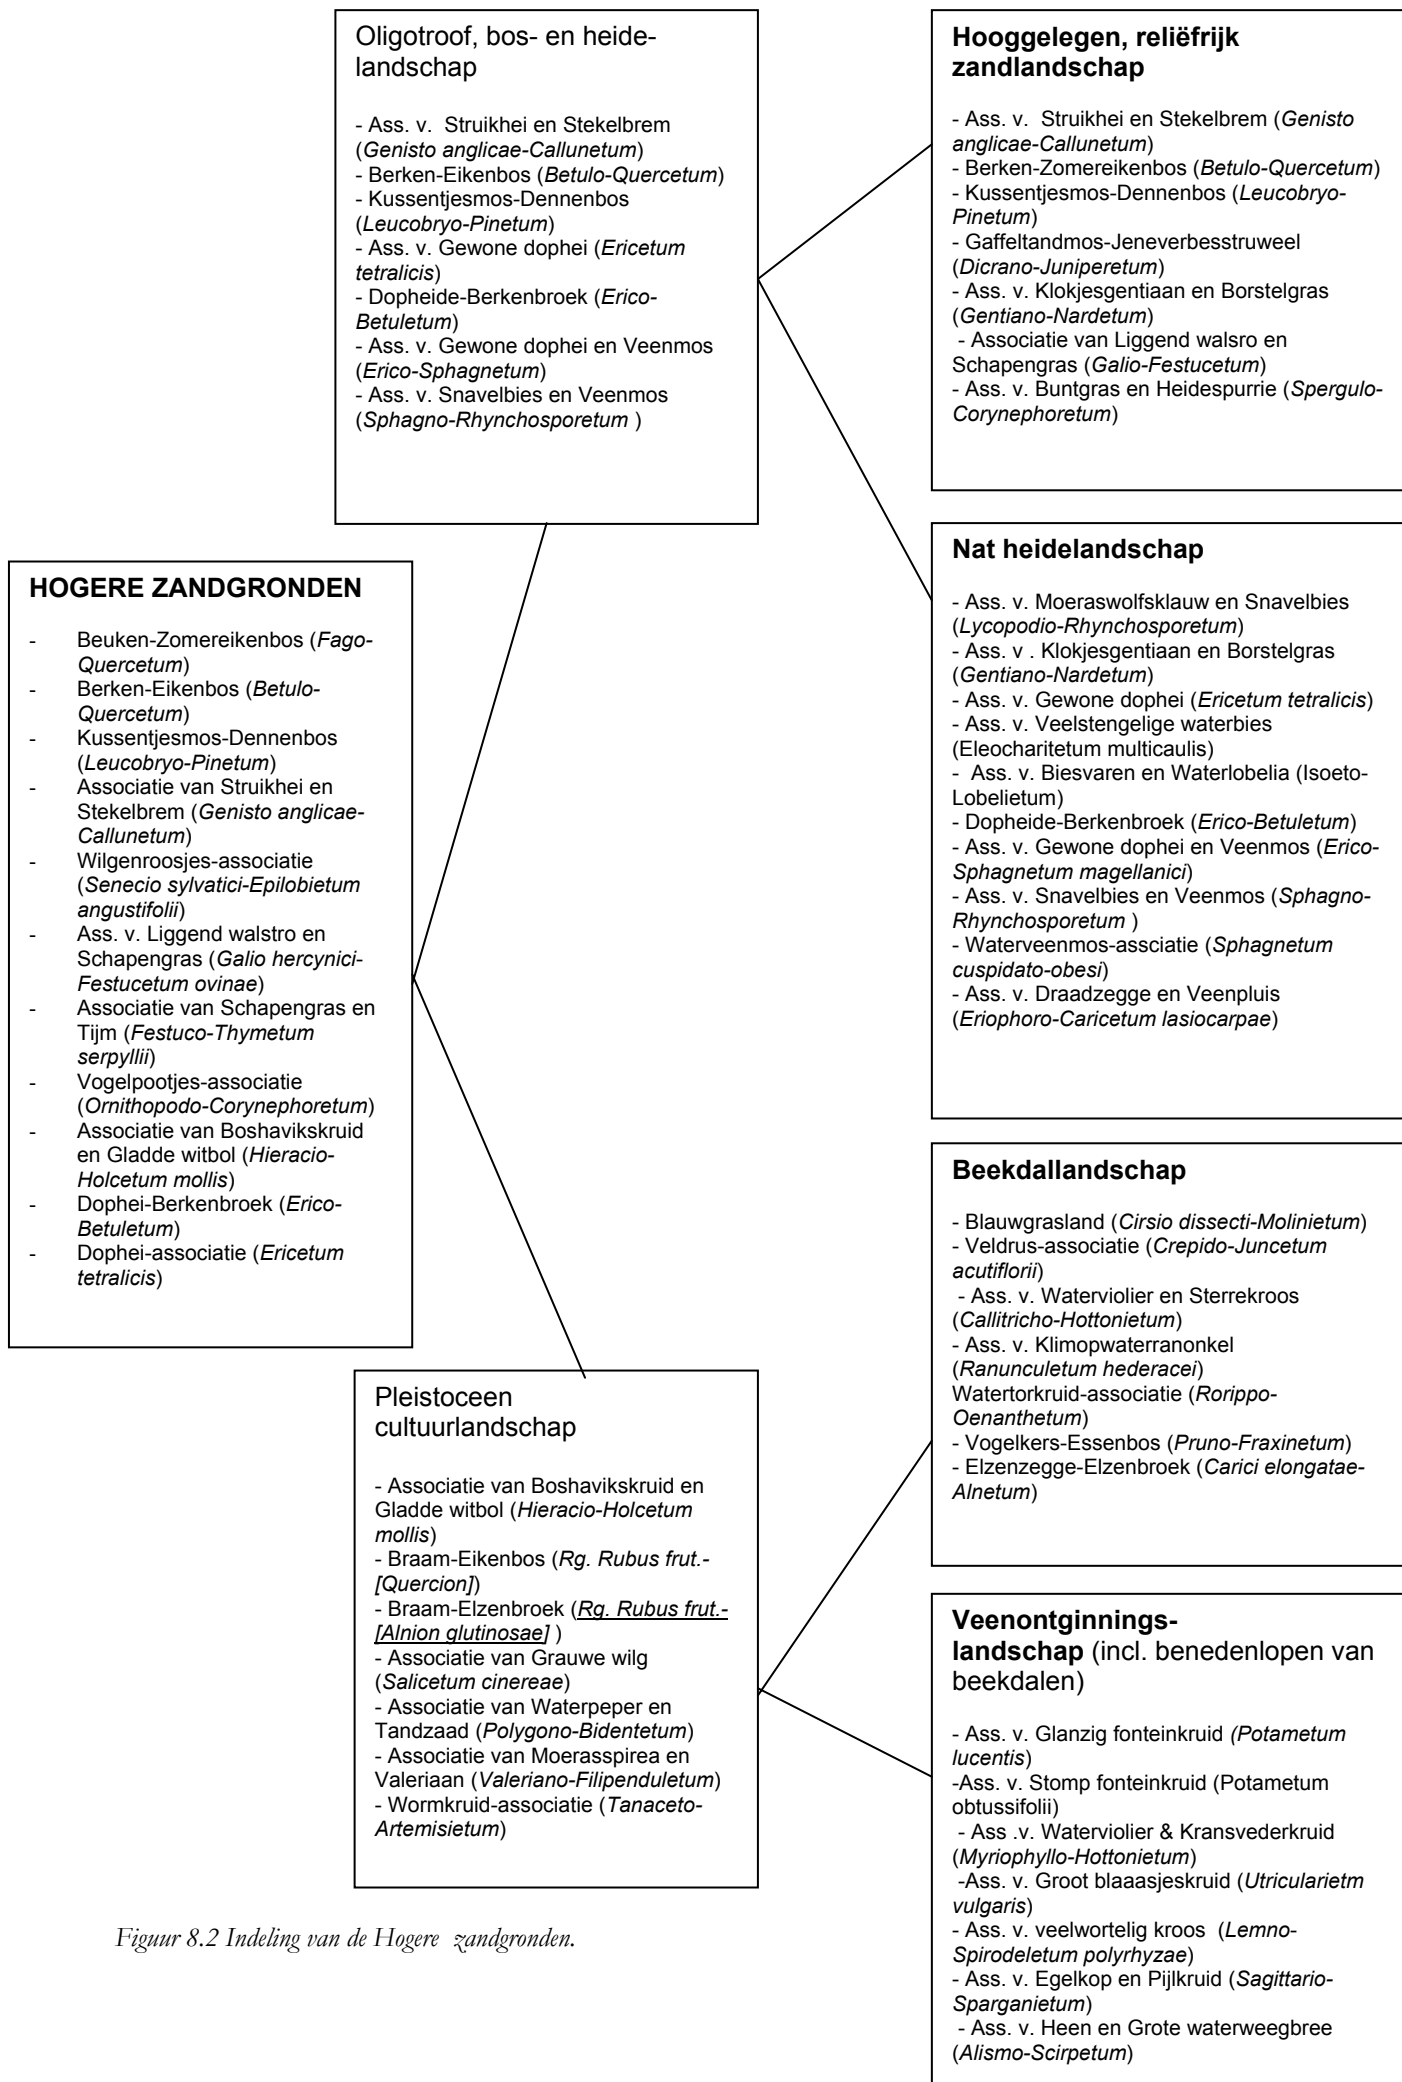 Oligotroof, bos- en heide-
landschap
- Ass. v.  Struikhei en Stekelbrem
(Genisto anglicae-Callunetum)
- Berken-Eikenbos (Betulo-Quercetum)
- Kussentjesmos-Dennenbos
(Leucobryo-Pinetum)
- Ass. v. Gewone dophei (Ericetum
tetralicis)
- Dopheide-Berkenbroek (Erico-
Betuletum)
- Ass. v. Gewone dophei en Veenmos
(Erico-Sphagnetum)
- Ass. v. Snavelbies en Veenmos
(Sphagno-Rhynchosporetum )
Hooggelegen, reliëfrijk
zandlandschap
- Ass. v.  Struikhei en Stekelbrem (Genisto
anglicae-Callunetum)
- Berken-Zomereikenbos (Betulo-Quercetum)
- Kussentjesmos-Dennenbos (Leucobryo-
Pinetum)
- Gaffeltandmos-Jeneverbesstruweel
(Dicrano-Juniperetum)
- Ass. v. Klokjesgentiaan en Borstelgras
(Gentiano-Nardetum)
- Associatie van Liggend walsro en
Schapengras (Galio-Festucetum)
- Ass. v. Buntgras en Heidespurrie (Spergulo-
Corynephoretum)
HOGERE ZANDGRONDEN
- Beuken-Zomereikenbos (Fago-
Quercetum)
- Berken-Eikenbos (Betulo-
Quercetum)
- Kussentjesmos-Dennenbos
(Leucobryo-Pinetum)
- Associatie van Struikhei en
Stekelbrem (Genisto anglicae-
Callunetum)
- Wilgenroosjes-associatie
(Senecio sylvatici-Epilobietum
angustifolii)
- Ass. v. Liggend walstro en
Schapengras (Galio hercynici-
Festucetum ovinae)
- Associatie van Schapengras en
Tijm (Festuco-Thymetum
serpyllii)
- Vogelpootjes-associatie
(Ornithopodo-Corynephoretum)
- Associatie van Boshavikskruid
en Gladde witbol (Hieracio-
Holcetum mollis)
- Dophei-Berkenbroek (Erico-
Betuletum)
- Dophei-associatie (Ericetum
tetralicis)
Nat heidelandschap
- Ass. v. Moeraswolfsklauw en Snavelbies
(Lycopodio-Rhynchosporetum)
- Ass. v . Klokjesgentiaan en Borstelgras
(Gentiano-Nardetum)
- Ass. v. Gewone dophei (Ericetum tetralicis)
- Ass. v. Veelstengelige waterbies
(Eleocharitetum multicaulis)
-  Ass. v. Biesvaren en Waterlobelia (Isoeto-
Lobelietum)
- Dopheide-Berkenbroek (Erico-Betuletum)
- Ass. v. Gewone dophei en Veenmos (Erico-
Sphagnetum magellanici)
- Ass. v. Snavelbies en Veenmos (Sphagno-
Rhynchosporetum )
- Waterveenmos-assciatie (Sphagnetum
cuspidato-obesi)
- Ass. v. Draadzegge en Veenpluis
(Eriophoro-Caricetum lasiocarpae)
Beekdallandschap
- Blauwgrasland (Cirsio dissecti-Molinietum)
- Veldrus-associatie (Crepido-Juncetum
acutiflorii)
- Ass. v. Waterviolier en Sterrekroos
(Callitricho-Hottonietum)
- Ass. v. Klimopwaterranonkel
(Ranunculetum hederacei)
Watertorkruid-associatie (Rorippo-
Oenanthetum)
- Vogelkers-Essenbos (Pruno-Fraxinetum)
- Elzenzegge-Elzenbroek (Carici elongatae-
Alnetum)
Pleistoceen
cultuurlandschap
- Associatie van Boshavikskruid en
Gladde witbol (Hieracio-Holcetum
mollis)
- Braam-Eikenbos (Rg. Rubus frut.-
[Quercion])
- Braam-Elzenbroek (Rg. Rubus frut.-
[Alnion glutinosae] )
- Associatie van Grauwe wilg
(Salicetum cinereae)
- Associatie van Waterpeper en
Tandzaad (Polygono-Bidentetum)
- Associatie van Moerasspirea en
Valeriaan (Valeriano-Filipenduletum)
- Wormkruid-associatie (Tanaceto-
Artemisietum)
Veenontginnings-
landschap (incl. benedenlopen van
beekdalen)
- Ass. v. Glanzig fonteinkruid (Potametum
lucentis)
-Ass. v. Stomp fonteinkruid (Potametum
obtussifolii)
- Ass .v. Waterviolier & Kransvederkruid
(Myriophyllo-Hottonietum)
-Ass. v. Groot blaaasjeskruid (Utricularietm
vulgaris)
- Ass. v. veelwortelig kroos  (Lemno-
Spirodeletum polyrhyzae)
- Ass. v. Egelkop en Pijlkruid (Sagittario-
Sparganietum)
- Ass. v. Heen en Grote waterweegbree
(Alismo-Scirpetum)
Figuur 8.2 Indeling van de Hogere  zandgronden.